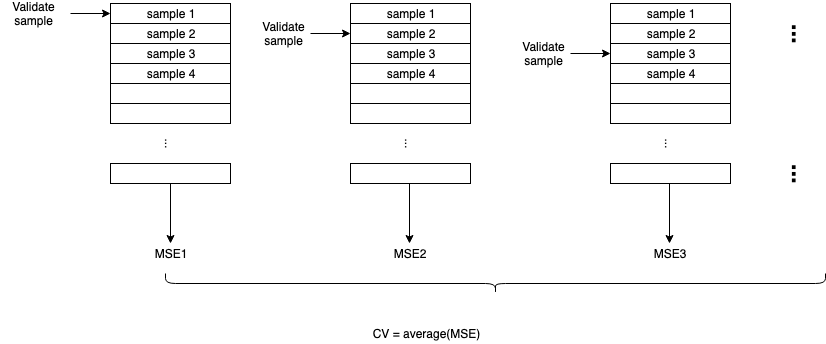 Validate
sample
sample 1
sample 2
sample 3
sample 4
⋮
MSE1
Validate
sample
sample 1
sample 2
sample 3
sample 4
⋮
MSE2
Validate
sample
sample 1
sample 2
sample 3
sample 4
⋮
MSE3
⋮
⋮
CV = average(MSE)